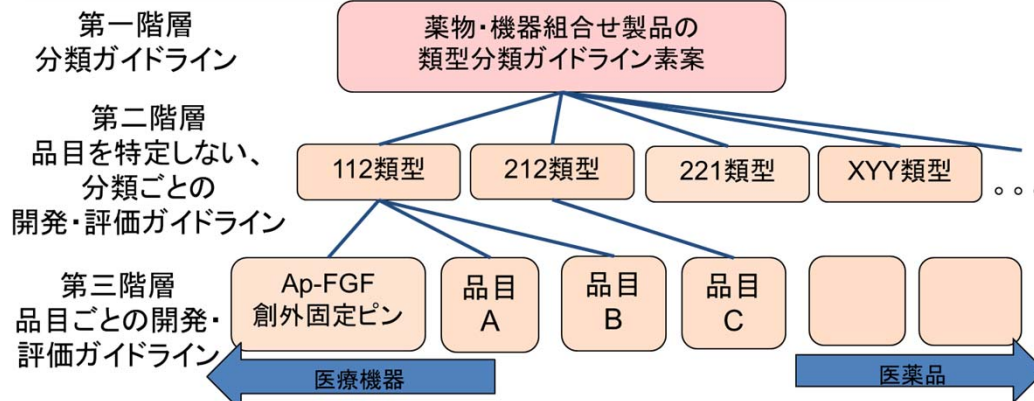 第一階層
分類ガイドライン
薬物・機器組合せ製品の
類型分類ガイドライン素案
第二階層
品目を特定しない、
分類ごとの
開発・評価ガイドライン
112類型
212類型
221類型
XYY類型
。。。
第三階層
品目ごとの開発・
評価ガイドライン
Ap-FGF
創外固定ピン
品目
A
品目
B
品目
C
医療機器
医薬品